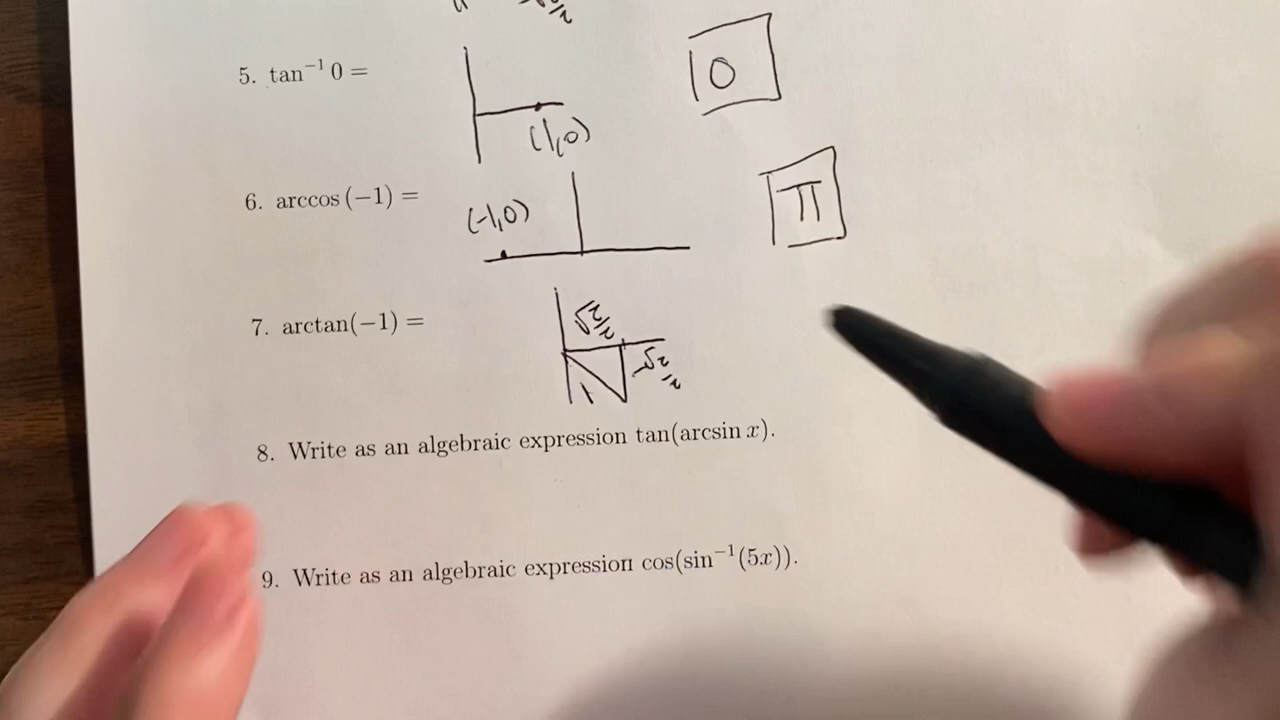 5. tan⁻¹ 0 =
(1,0)
0
6. arccos (−1) =
(-1,0)
π
7. arctan(−1) =
√2/2
-√2/2
1
8. Write as an algebraic expression tan(arcsin x).
9. Write as an algebraic expression cos(sin⁻¹(5x)).